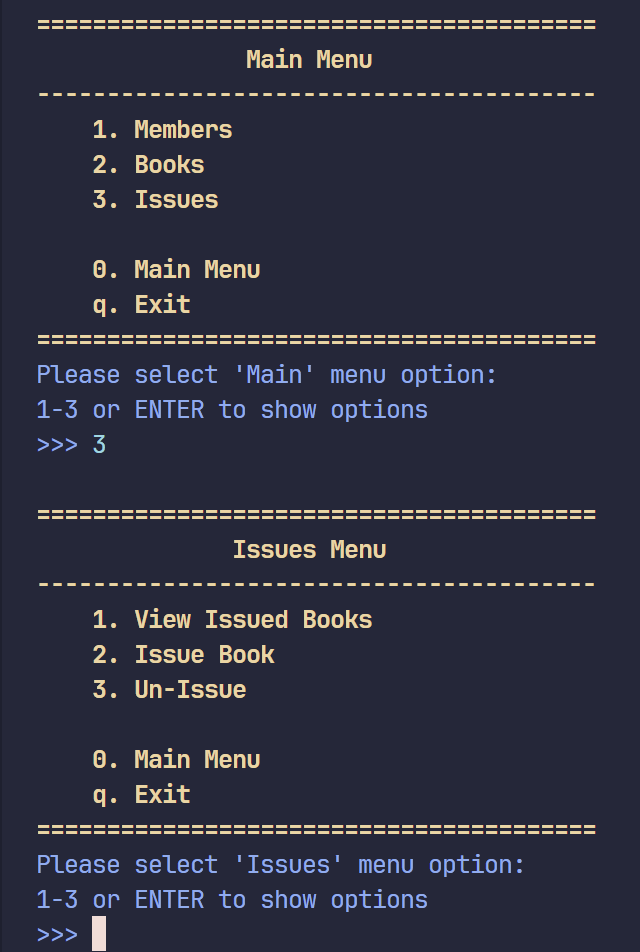 ========================================
Main Menu
----------------------------------------
1. Members
2. Books
3. Issues
0. Main Menu
q. Exit
========================================
Please select 'Main' menu option:
1-3 or ENTER to show options
>>> 3
========================================
Issues Menu
----------------------------------------
1. View Issued Books
2. Issue Book
3. Un-Issue
0. Main Menu
q. Exit
========================================
Please select 'Issues' menu option:
1-3 or ENTER to show options
>>>